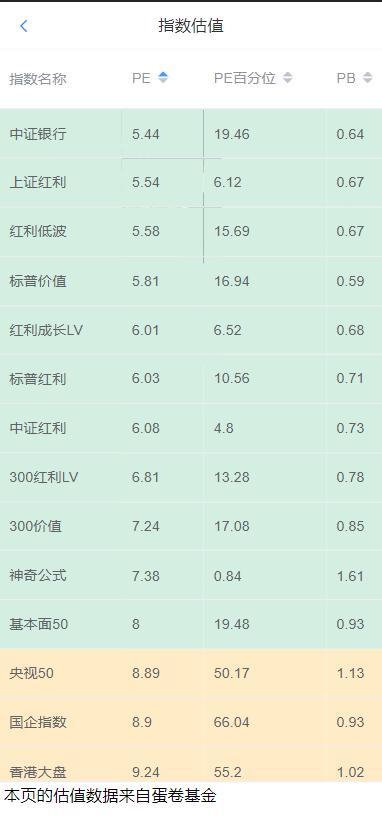 指数估值
指数名称 PE PE百分位 PB
中证银行 5.44 19.46 0.64
上证红利 5.54 6.12 0.67
红利低波 5.58 15.69 0.67
标普价值 5.81 16.94 0.59
红利成长LV 6.01 6.52 0.68
标普红利 6.03 10.56 0.71
中证红利 6.08 4.8 0.73
300红利LV 6.81 13.28 0.78
300价值 7.24 17.08 0.85
神奇公式 7.38 0.84 1.61
基本面50 8 19.48 0.93
央视50 8.89 50.17 1.13
国企指数 8.9 66.04 0.93
香港大盘 9.24 55.2 1.02
本页的估值数据来自蛋卷基金